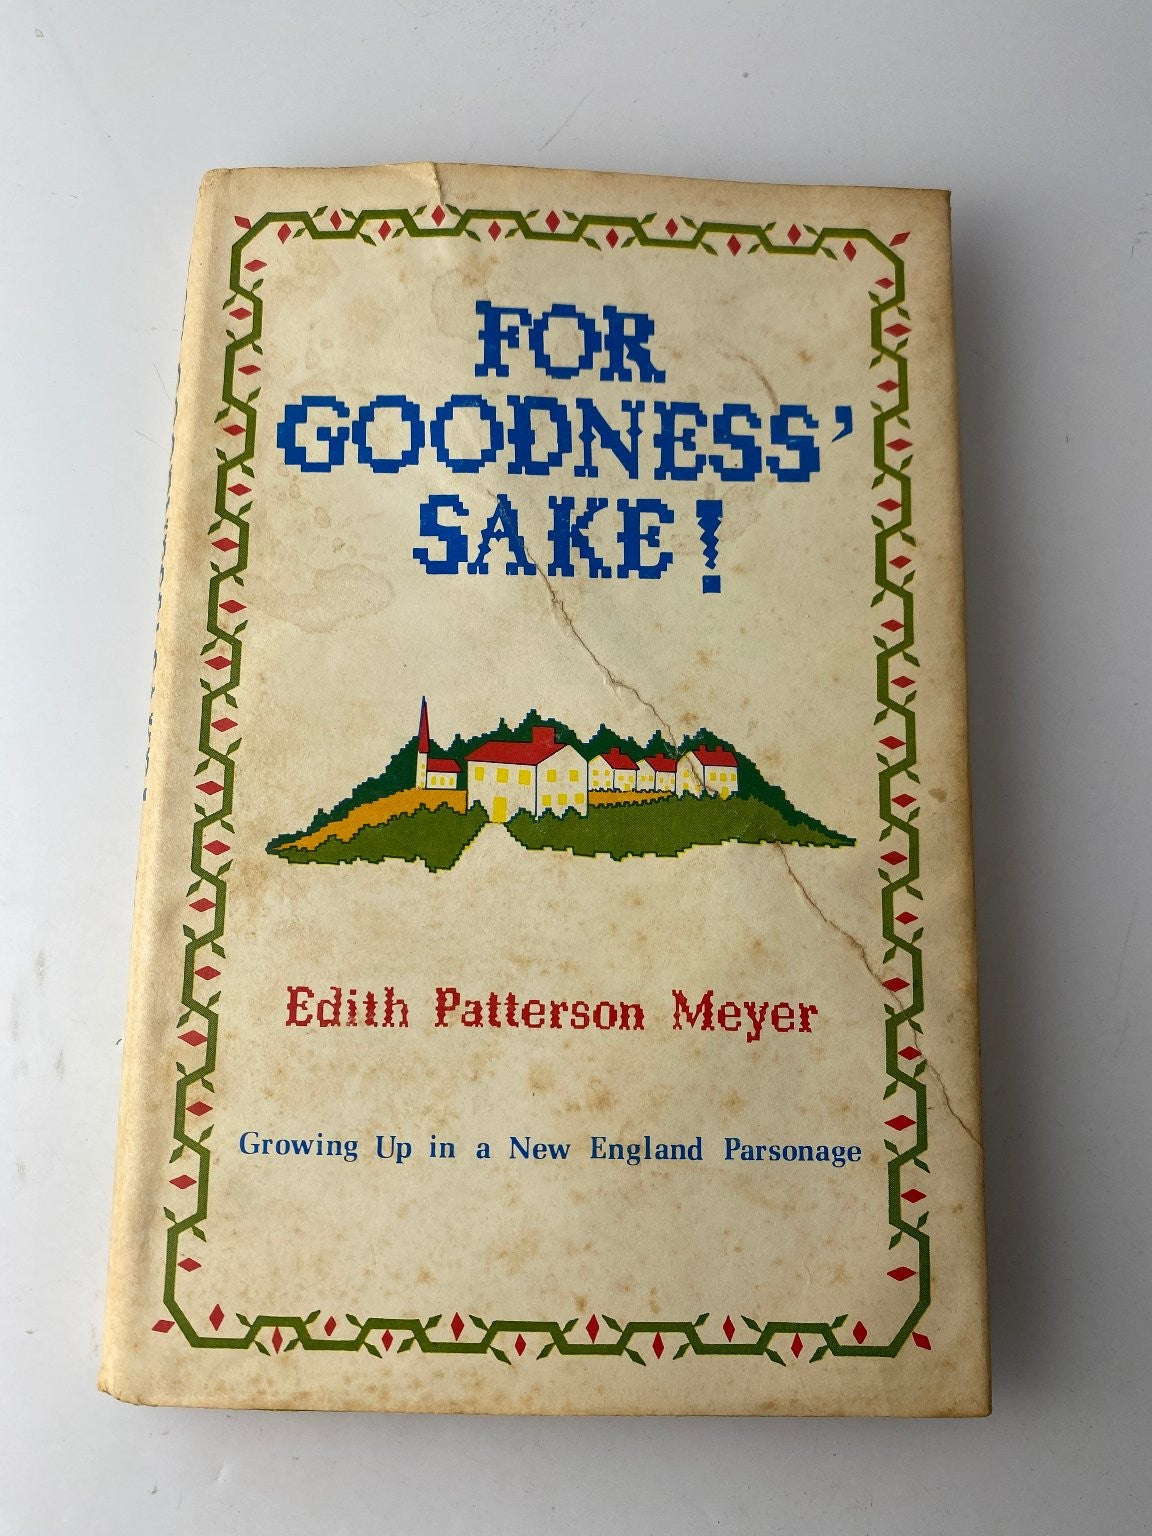 FOR
GOODNESS'
SAKE!
Edith Patterson Meyer
Growing Up in a New England Parsonage